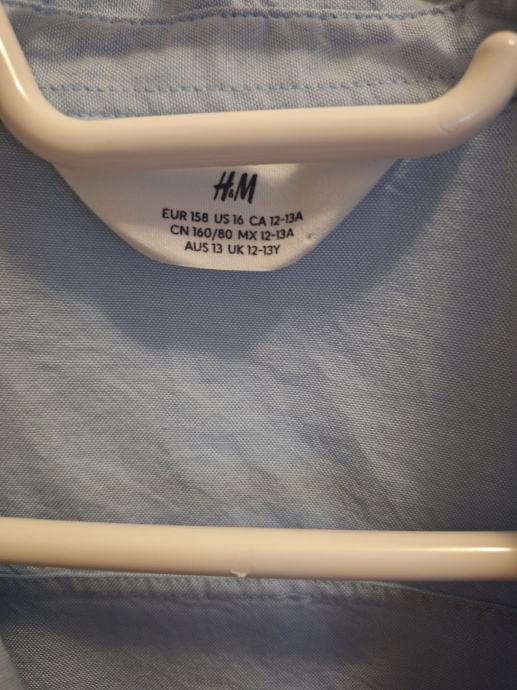 H&M
EUR 158 US 16 CA 12-13A
CN 160/80 MX 12-13A
AUS 13 UK 12-13Y